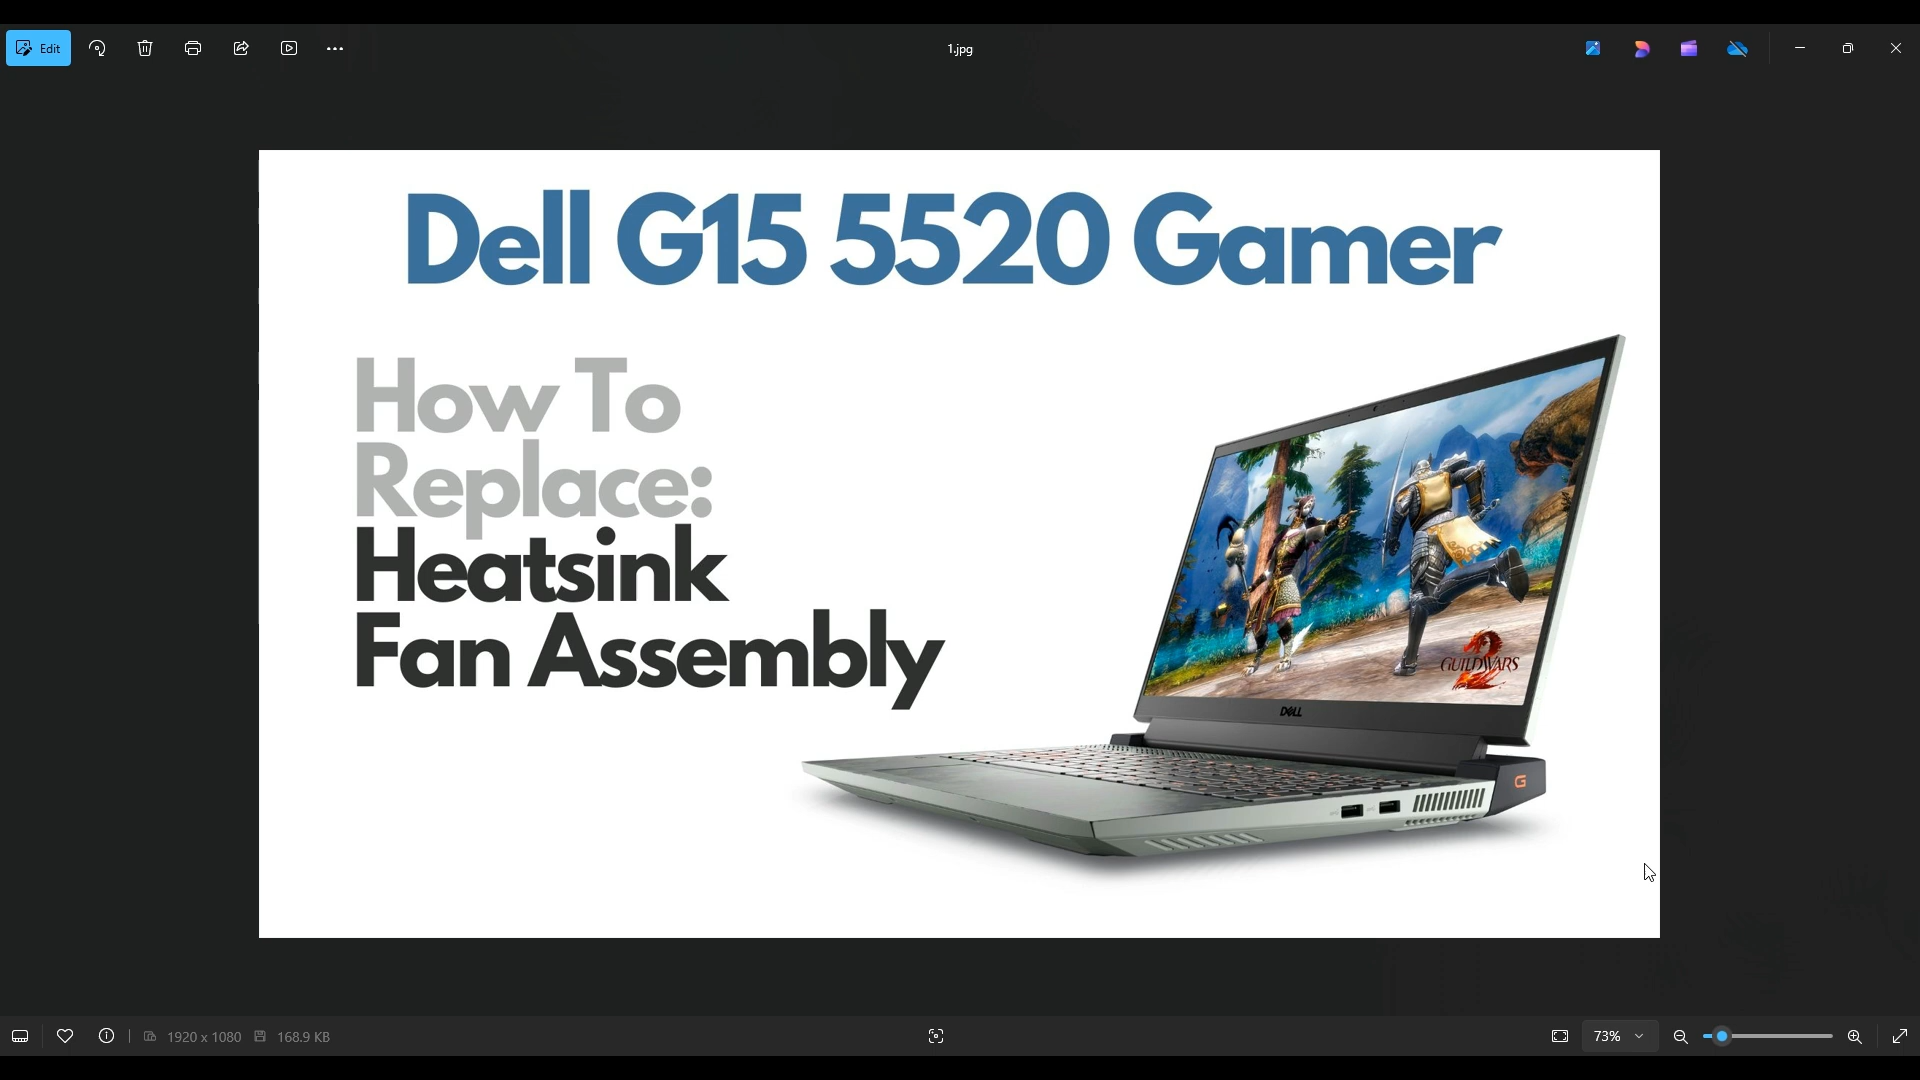 Edit
1.jpg
Dell G15 5520 Gamer
How To
Replace:
Heatsink
Fan Assembly
GUILDWARS
2
DELL
G
1920 x 1080
168.9 KB
73%